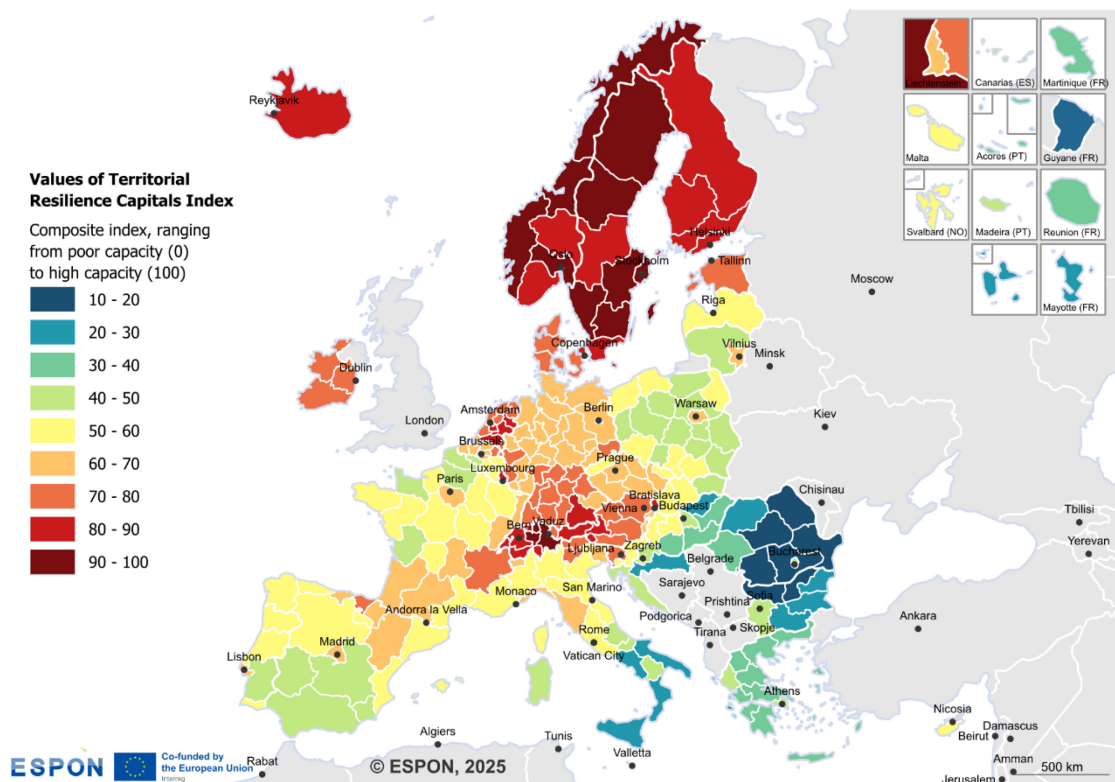 Values of Territorial
Resilience Capitals Index
Composite index, ranging
from poor capacity (0)
to high capacity (100)
10 - 20
20 - 30
30 - 40
40 - 50
50 - 60
60 - 70
70 - 80
80 - 90
90 - 100
Liechtenstein
Canarias (ES)
Martinique (FR)
Malta
Acores (PT)
Guyane (FR)
Svalbard (NO)
Madeira (PT)
Reunion (FR)
Mayotte (FR)
Reykjavik
Helsinki
Oslo
Stockholm
Tallinn
Moscow
Riga
Copenhagen
Vilnius
Minsk
Dublin
Amsterdam
Berlin
Warsaw
London
Kiev
Brussels
Prague
Luxembourg
Paris
Bratislava
Chisinau
Vienna
Budapest
Bern
Vaduz
Tbilisi
Ljubljana
Zagreb
Bucharest
Yerevan
Belgrade
San Marino
Sarajevo
Monaco
Prishtina
Sofia
Andorra la Vella
Podgorica
Skopje
Ankara
Rome
Tirana
Madrid
Vatican City
Lisbon
Athens
Nicosia
Algiers
Tunis
Damascus
Beirut
Valletta
Amman
Rabat
Jerusalem
500 km
ESPON
Co-funded by
the European Union
Interreg
© ESPON, 2025